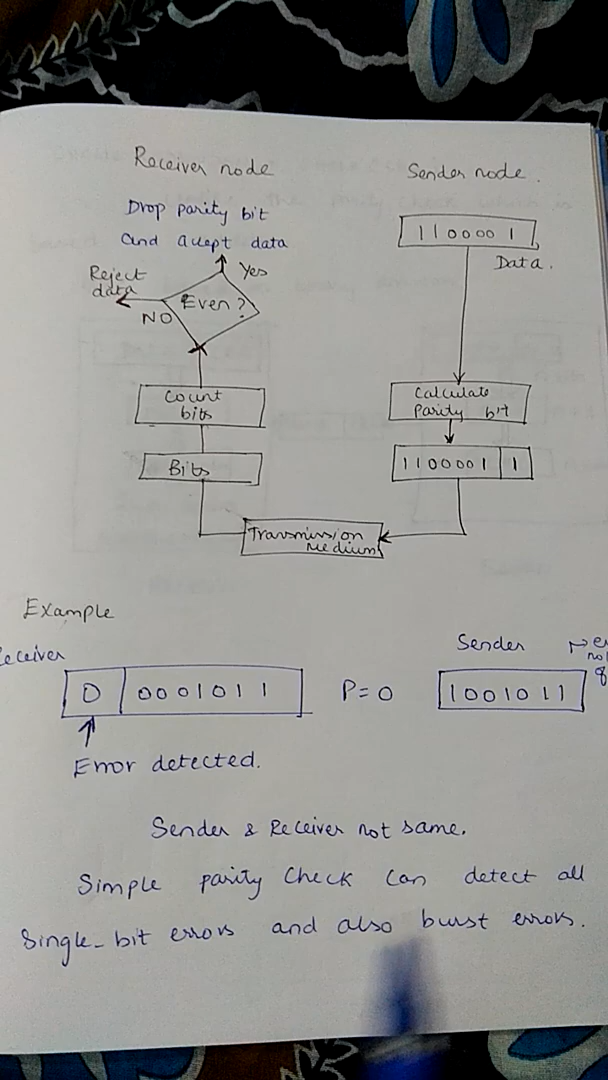 Receiver node
Drop parity bit
and acept data
Reject
data
Yes
Even?
NO
Count
bits
Bits
Sender node.
1100001
Data.
Calculate
Parity bit
1100001 1
Transmission
Medium
Example
Sender
0 0001011
P=0
1001011
Error detected.
Sender & Receiver not same.
Simple parity Check Can detect all
Single-bit errors and also burst errors.